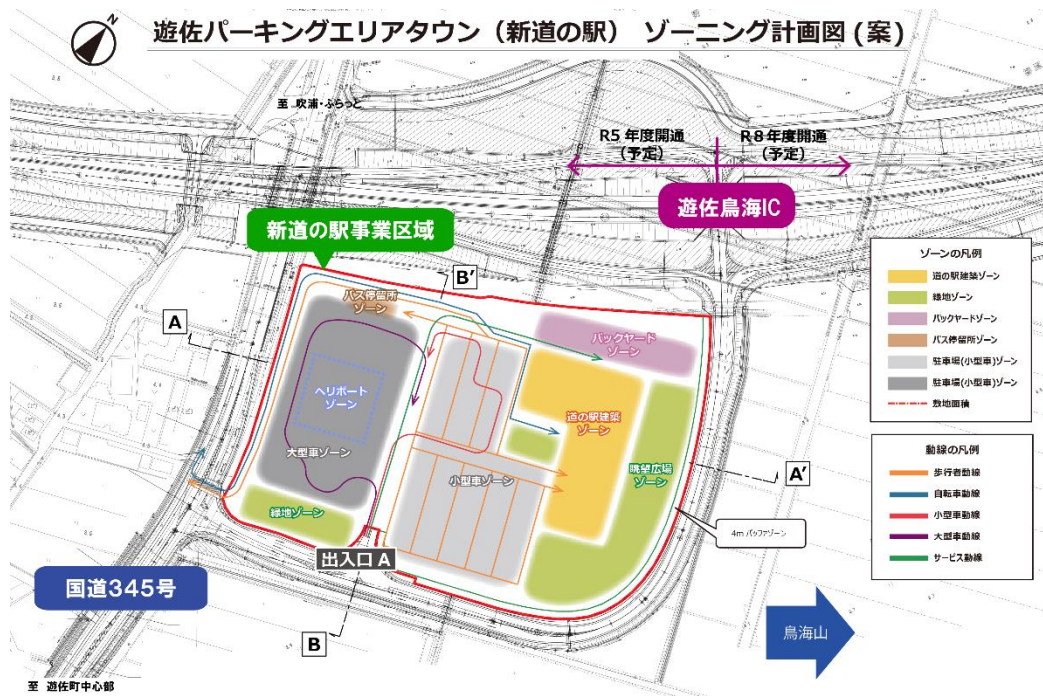 N
遊佐パーキングエリアタウン（新道の駅） ゾーニング計画図(案)
至 吹浦・ふらっと
R5 年度開通
(予定)
R8 年度開通
(予定)
遊佐鳥海IC
新道の駅事業区域
B′
バス停留所
ゾーン
A
バックヤード
ゾーン
ヘリポート
ゾーン
道の駅建築
ゾーン
大型車ゾーン
小型車ゾーン
眺望広場
ゾーン
A′
緑地ゾーン
4m バッファゾーン
出入口 A
国道345号
B
鳥海山
至 遊佐町中心部
ゾーンの凡例
道の駅建築ゾーン
緑地ゾーン
バックヤードゾーン
バス停留所ゾーン
駐車場(小型車)ゾーン
駐車場(小型車)ゾーン
敷地面積
動線の凡例
歩行者動線
自転車動線
小型車動線
大型車動線
サービス動線